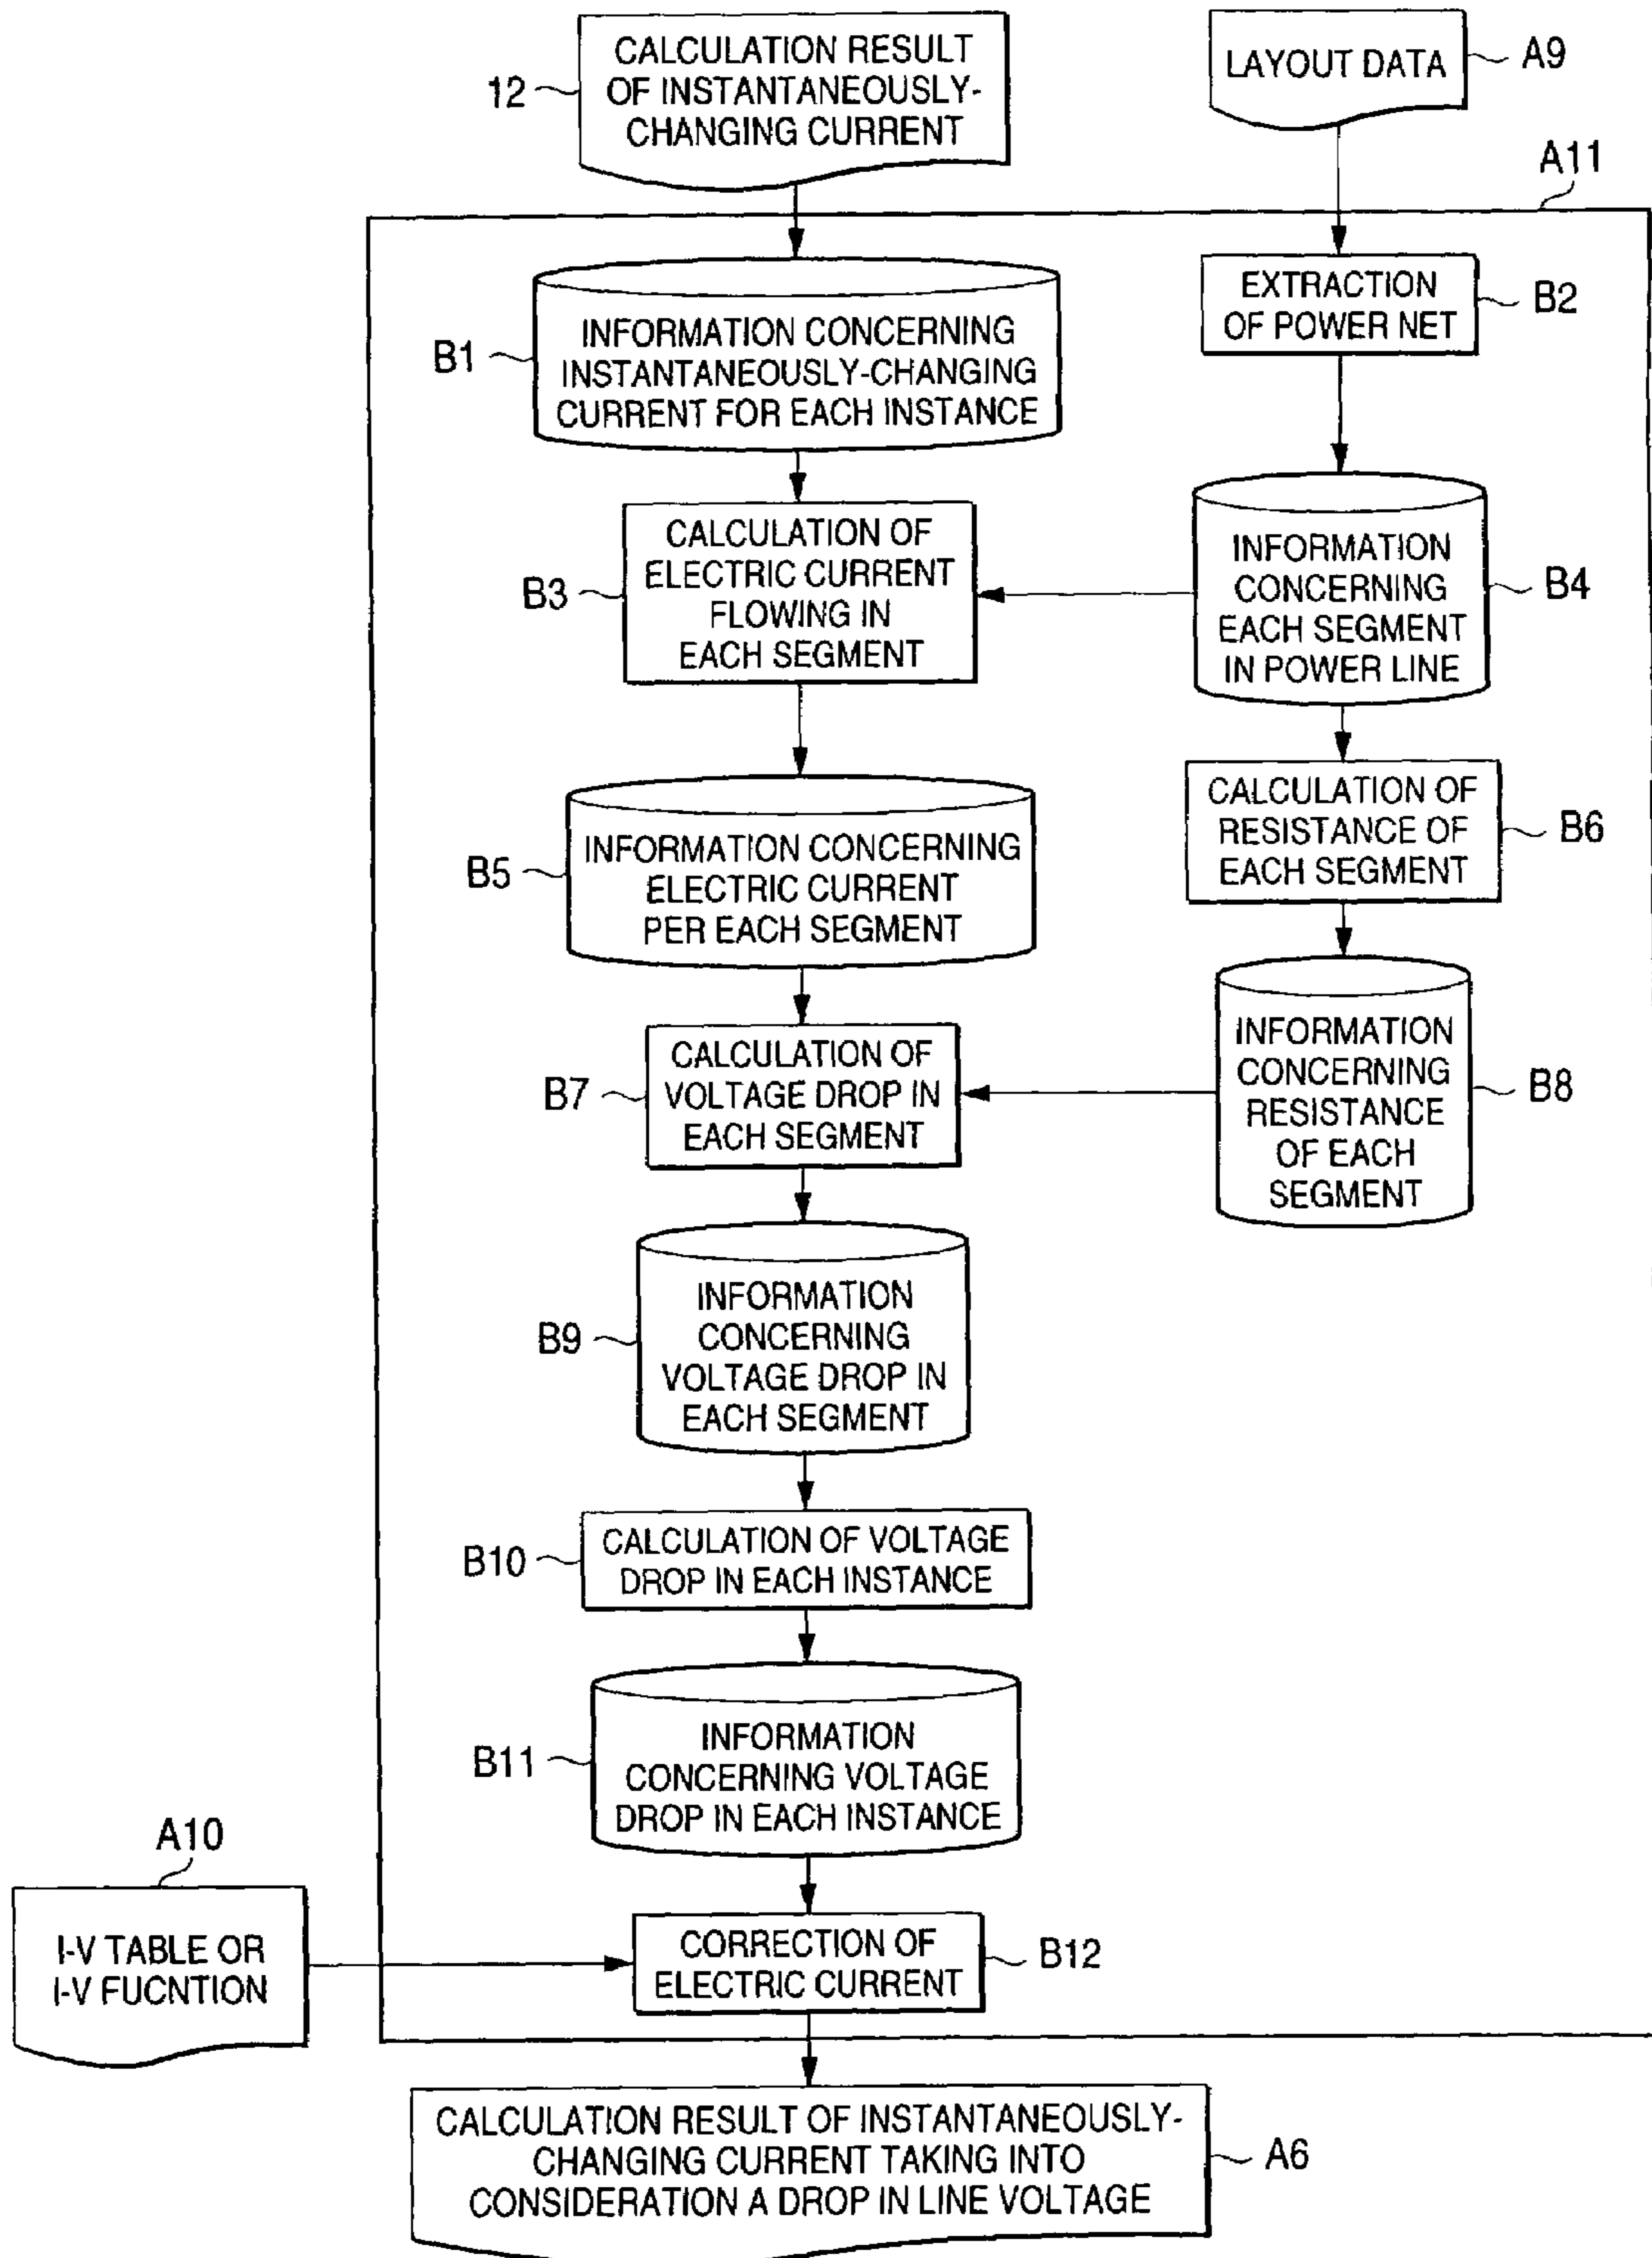 CALCULATION RESULT
OF INSTANTANEOUSLY-
CHANGING CURRENT
12
LAYOUT DATA
A9
A11
INFORMATION CONCERNING
INSTANTANEOUSLY-CHANGING
CURRENT FOR EACH INSTANCE
B1
EXTRACTION
OF POWER NET
B2
CALCULATION OF
ELECTRIC CURRENT
FLOWING IN
EACH SEGMENT
B3
INFORMATION
CONCERNING
EACH SEGMENT
IN POWER LINE
B4
INFORMATION CONCERNING
ELECTRIC CURRENT
PER EACH SEGMENT
B5
CALCULATION OF
RESISTANCE OF
EACH SEGMENT
B6
CALCULATION OF
VOLTAGE DROP IN
EACH SEGMENT
B7
INFORMATION
CONCERNING
RESISTANCE
OF EACH
SEGMENT
B8
INFORMATION
CONCERNING
VOLTAGE DROP IN
EACH SEGMENT
B9
CALCULATION OF VOLTAGE
DROP IN EACH INSTANCE
B10
INFORMATION
CONCERNING VOLTAGE
DROP IN EACH INSTANCE
B11
A10
I-V TABLE OR
I-V FUCNTION
CORRECTION OF
ELECTRIC CURRENT
B12
CALCULATION RESULT OF INSTANTANEOUSLY-
CHANGING CURRENT TAKING INTO
CONSIDERATION A DROP IN LINE VOLTAGE
A6